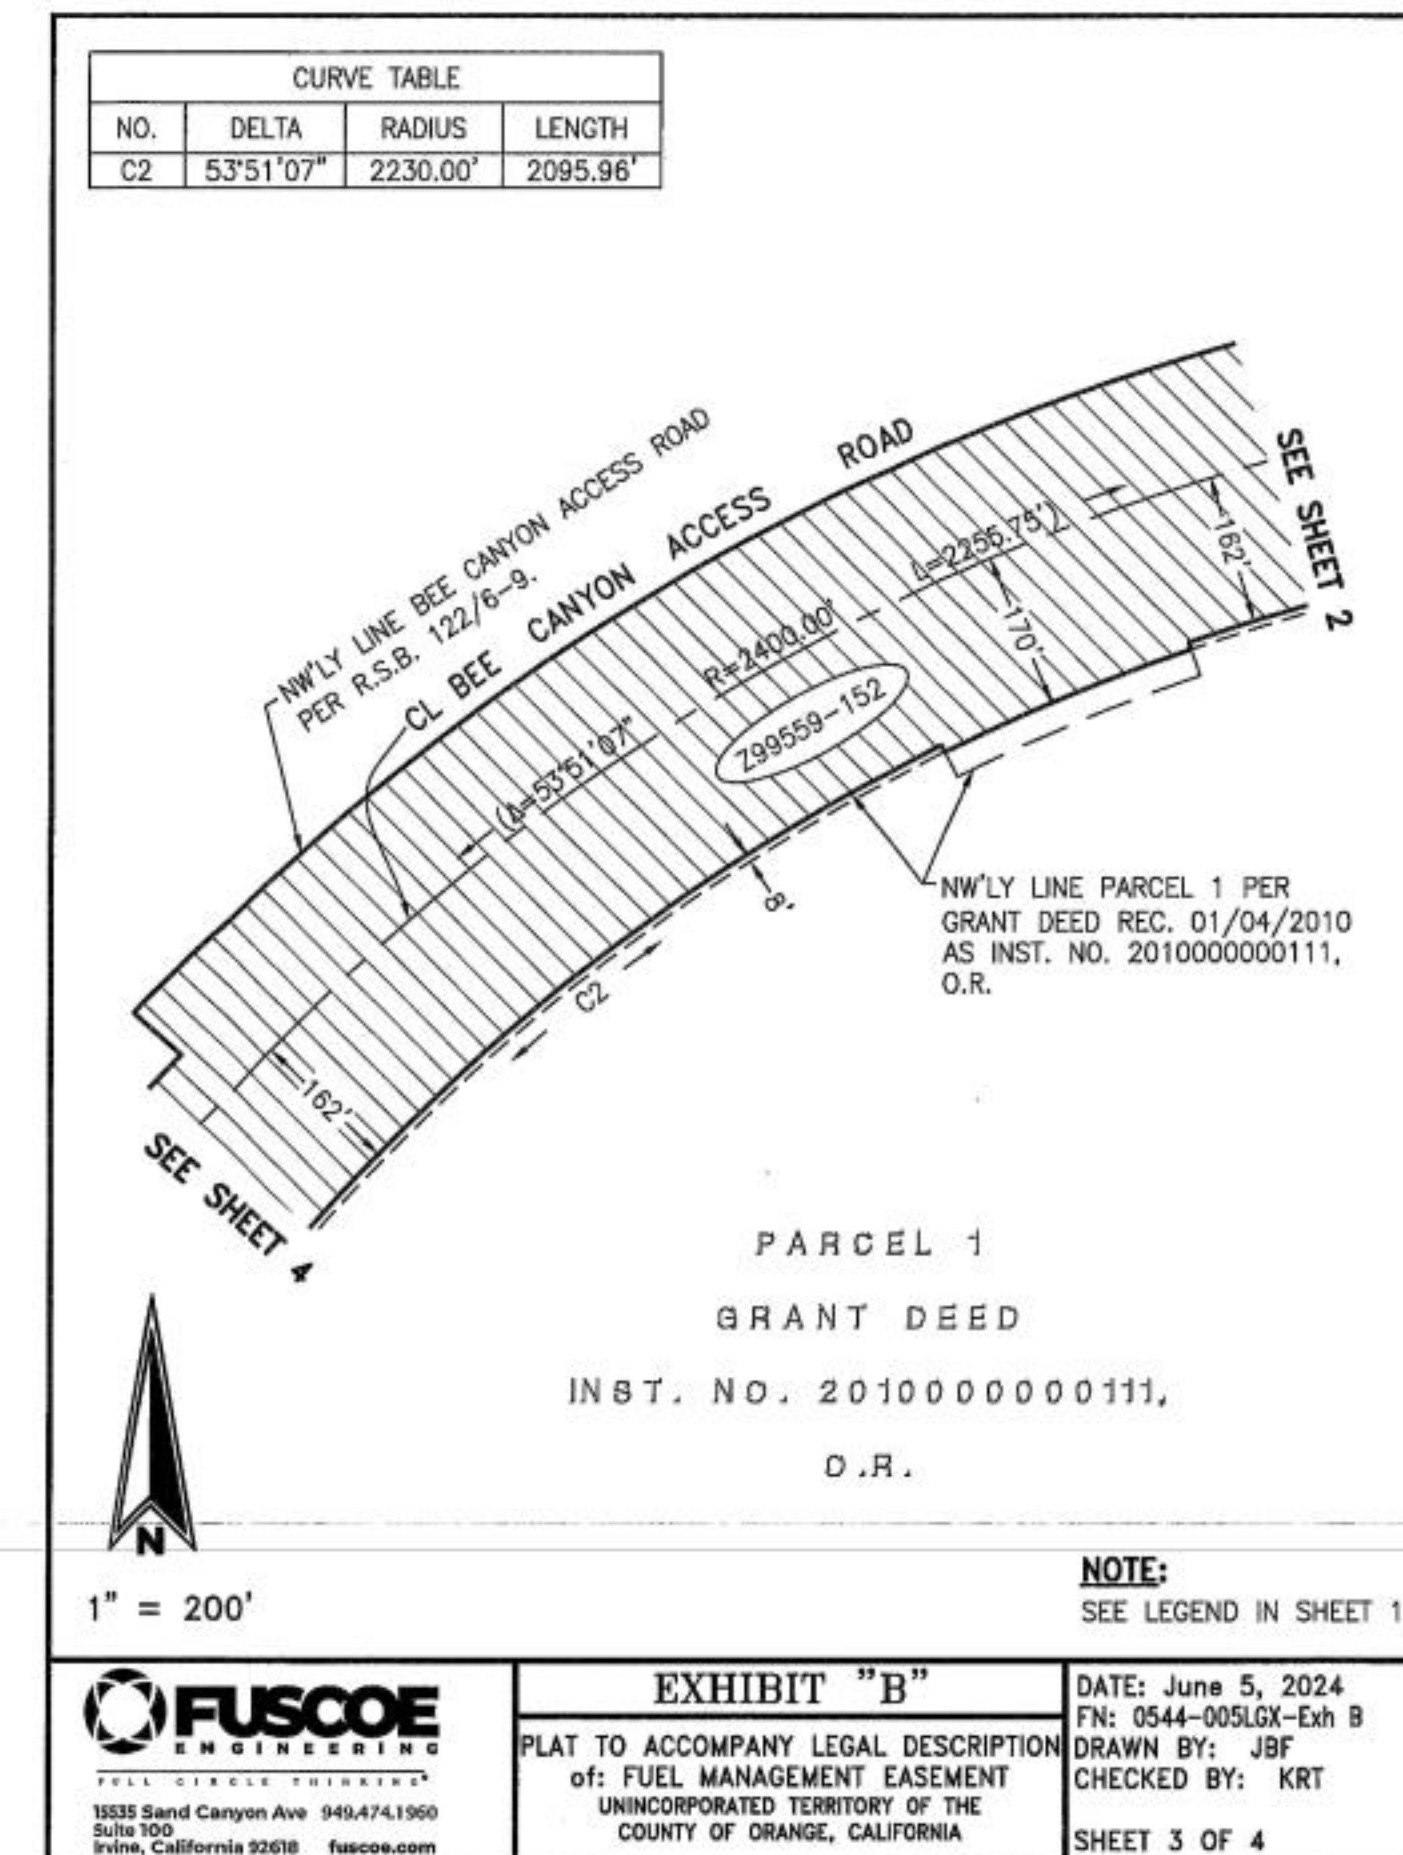 CURVE TABLE
NO. DELTA RADIUS LENGTH
C2 53°51'07" 2230.00' 2095.96'
NW'LY LINE BEE CANYON ACCESS ROAD
PER R.S.B. 122/6-9.
CL BEE CANYON ACCESS ROAD
SEE SHEET 2
(Δ=53°51'07" R=2400.00' L=2255.75')
162'
170'
Z99559-152
8'
C2
162'
NW'LY LINE PARCEL 1 PER
GRANT DEED REC. 01/04/2010
AS INST. NO. 2010000000111,
O.R.
SEE SHEET 4
PARCEL 1
GRANT DEED
INST. NO. 2010000000111,
O.R.
N
1" = 200'
NOTE:
SEE LEGEND IN SHEET 1
FUSCOE
ENGINEERING
FULL CIRCLE THINKING®
15535 Sand Canyon Ave 949.474.1960
Suite 100
Irvine, California 92618 fuscoe.com
EXHIBIT "B"
PLAT TO ACCOMPANY LEGAL DESCRIPTION
of: FUEL MANAGEMENT EASEMENT
UNINCORPORATED TERRITORY OF THE
COUNTY OF ORANGE, CALIFORNIA
DATE: June 5, 2024
FN: 0544-005LGX-Exh B
DRAWN BY: JBF
CHECKED BY: KRT
SHEET 3 OF 4